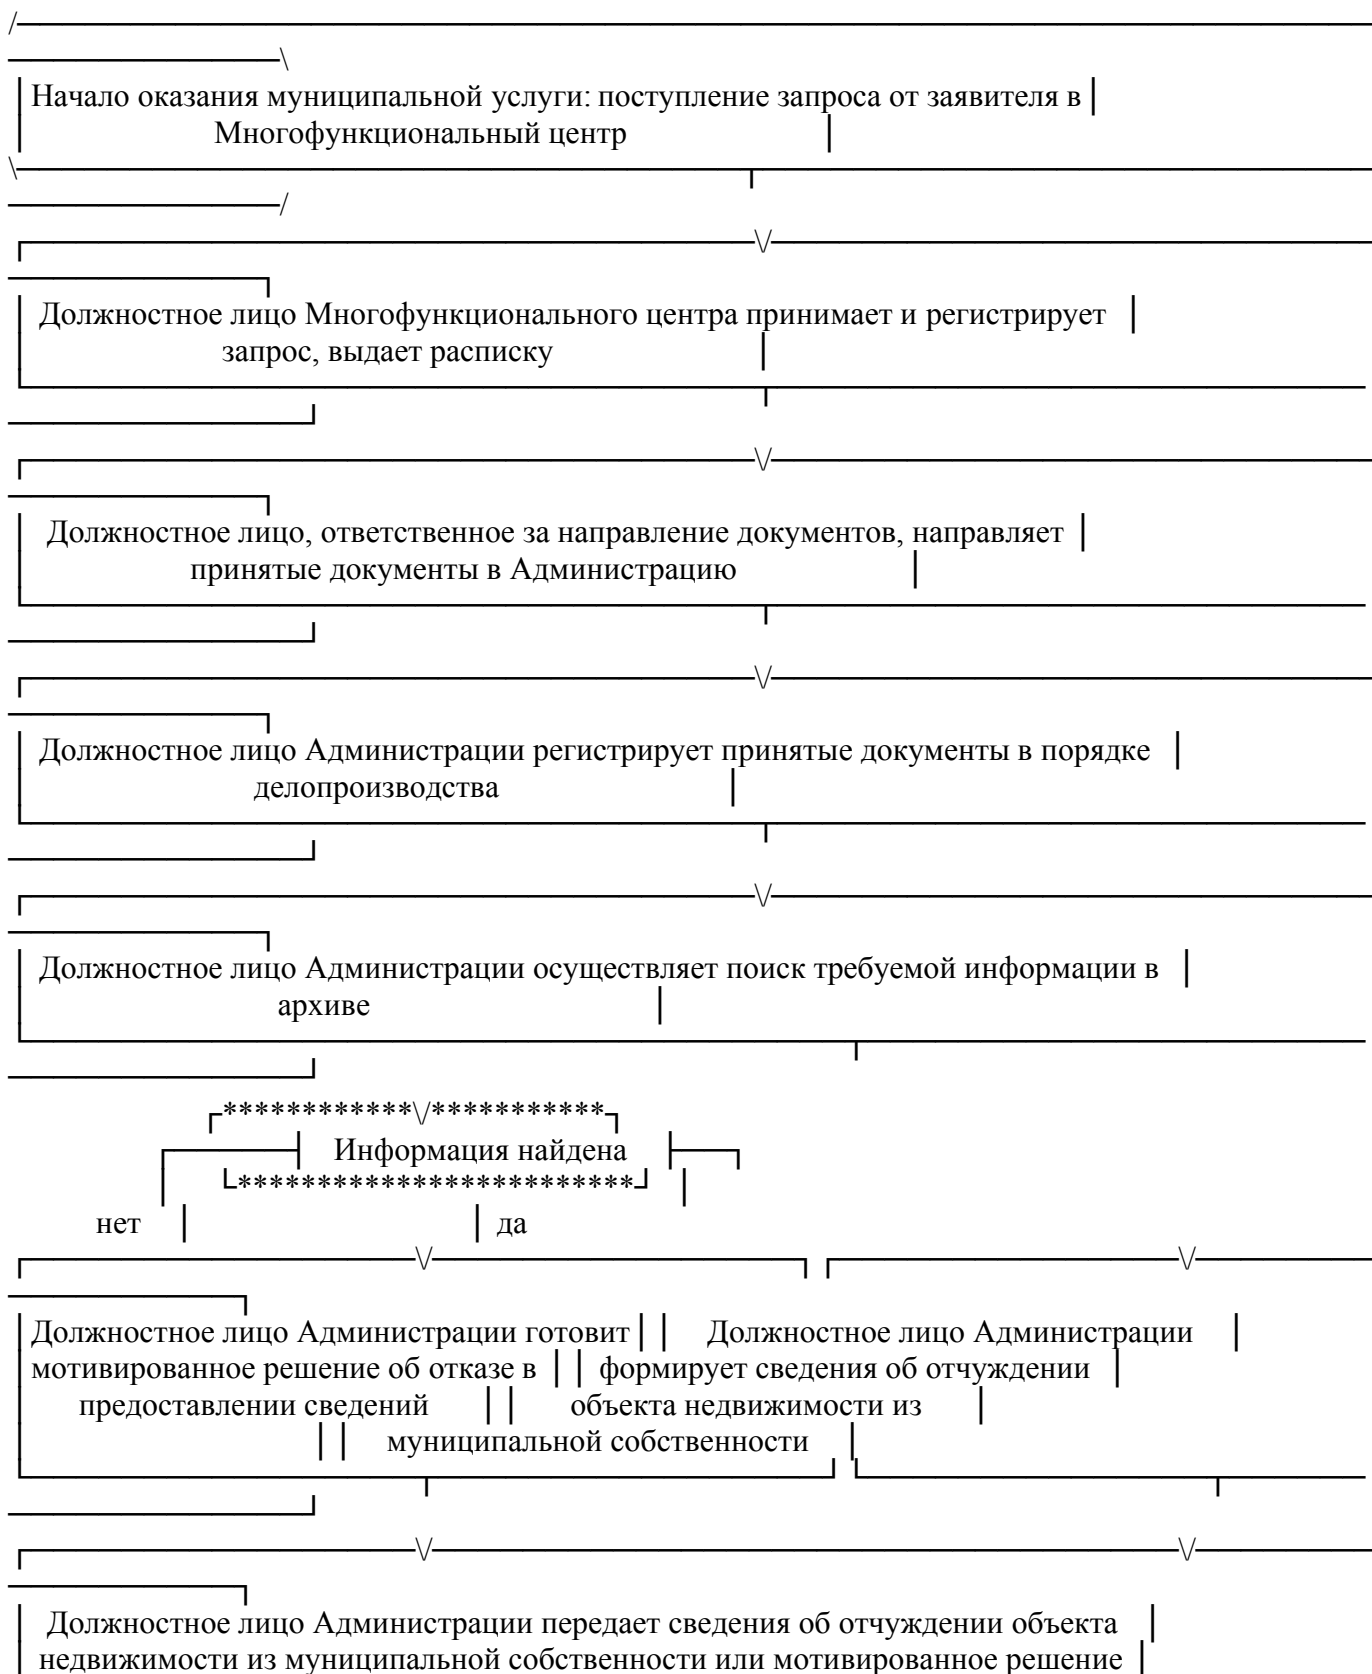 Начало оказания муниципальной услуги: поступление запроса от заявителя в
Многофункциональный центр
Должностное лицо Многофункционального центра принимает и регистрирует
запрос, выдает расписку
Должностное лицо, ответственное за направление документов, направляет
принятые документы в Администрацию
Должностное лицо Администрации регистрирует принятые документы в порядке
делопроизводства
Должностное лицо Администрации осуществляет поиск требуемой информации в
архиве
Информация найдена
нет да
Должностное лицо Администрации готовит Должностное лицо Администрации
мотивированное решение об отказе в формирует сведения об отчуждении
предоставлении сведений объекта недвижимости из
муниципальной собственности
Должностное лицо Администрации передает сведения об отчуждении объекта
недвижимости из муниципальной собственности или мотивированное решение